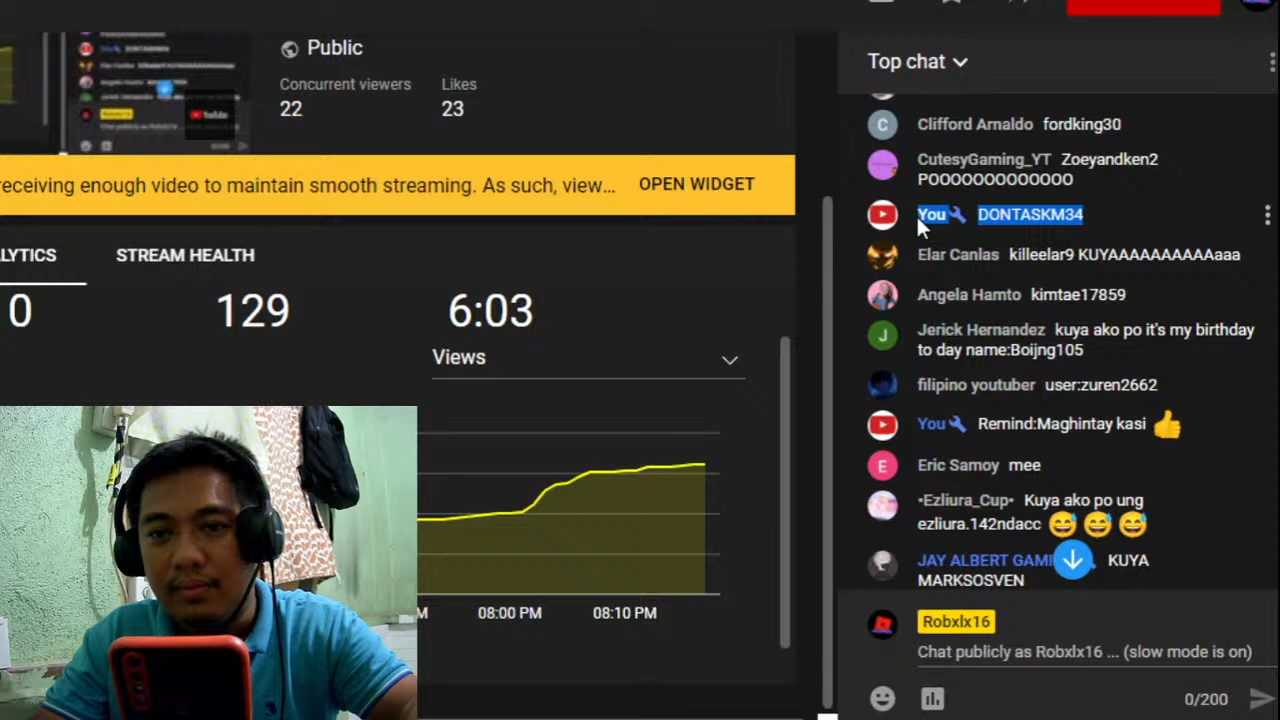 Public
Concurrent viewers
Likes
22
23
receiving enough video to maintain smooth streaming. As such, view...
OPEN WIDGET
LYTICS
STREAM HEALTH
0
129
6:03
Views
M
08:00 PM
08:10 PM
Top chat
Clifford Arnaldo fordking30
CutesyGaming_YT Zoeyandken2
POOOOOOOOOOOOO
You DONTASKM34
Elar Canlas killeelar9 KUYAAAAAAAAAAaaa
Angela Hamto kimtae17859
Jerick Hernandez kuya ako po it's my birthday
to day name:Boijng105
filipino youtuber user:zuren2662
You Remind:Maghintay kasi 👍
Eric Samoy mee
•Ezliura_Cup• Kuya ako po ung
ezliura.142ndacc 😅 😅 😅
JAY ALBERT GAMI KUYA
MARKSOSVEN
Robxlx16
Chat publicly as Robxlx16 ... (slow mode is on)
0/200